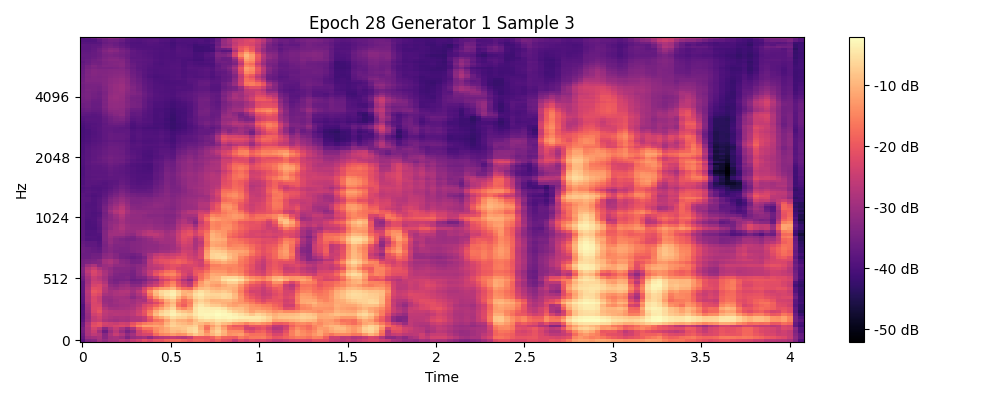 Epoch 28 Generator 1 Sample 3
Hz
4096
2048
1024
512
0
0 0.5 1 1.5 2 2.5 3 3.5 4
Time
-10 dB
-20 dB
-30 dB
-40 dB
-50 dB